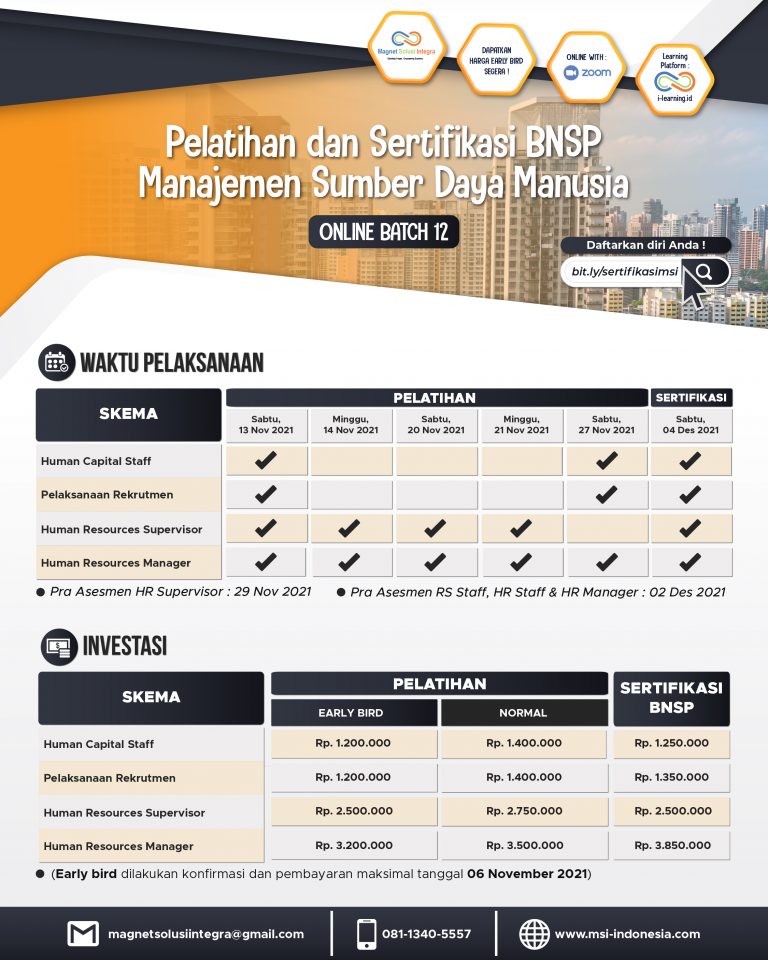 Magnet Solusi Integra
DAPATKAN
HARGA EARLY BIRD
SEGERA !
ONLINE WITH :
zoom
Learning
Platform :
i-learning.id
Pelatihan dan Sertifikasi BNSP
Manajemen Sumber Daya Manusia
ONLINE BATCH 12
Daftarkan diri Anda !
bit.ly/sertifikasimsi
WAKTU PELAKSANAAN
SKEMA
PELATIHAN
SERTIFIKASI
Sabtu,
13 Nov 2021
Minggu,
14 Nov 2021
Sabtu,
20 Nov 2021
Minggu,
21 Nov 2021
Sabtu,
27 Nov 2021
Sabtu,
04 Des 2021
Human Capital Staff
Pelaksanaan Rekrutmen
Human Resources Supervisor
Human Resources Manager
Pra Asesmen HR Supervisor : 29 Nov 2021
Pra Asesmen RS Staff, HR Staff & HR Manager : 02 Des 2021
INVESTASI
SKEMA
PELATIHAN
SERTIFIKASI
BNSP
EARLY BIRD
NORMAL
Human Capital Staff Rp. 1.200.000 Rp. 1.400.000 Rp. 1.250.000
Pelaksanaan Rekrutmen Rp. 1.200.000 Rp. 1.400.000 Rp. 1.350.000
Human Resources Supervisor Rp. 2.500.000 Rp. 2.750.000 Rp. 2.500.000
Human Resources Manager Rp. 3.200.000 Rp. 3.500.000 Rp. 3.850.000
(Early bird dilakukan konfirmasi dan pembayaran maksimal tanggal 06 November 2021)
magnetsolusiintegra@gmail.com
081-1340-5557
www.msi-indonesia.com